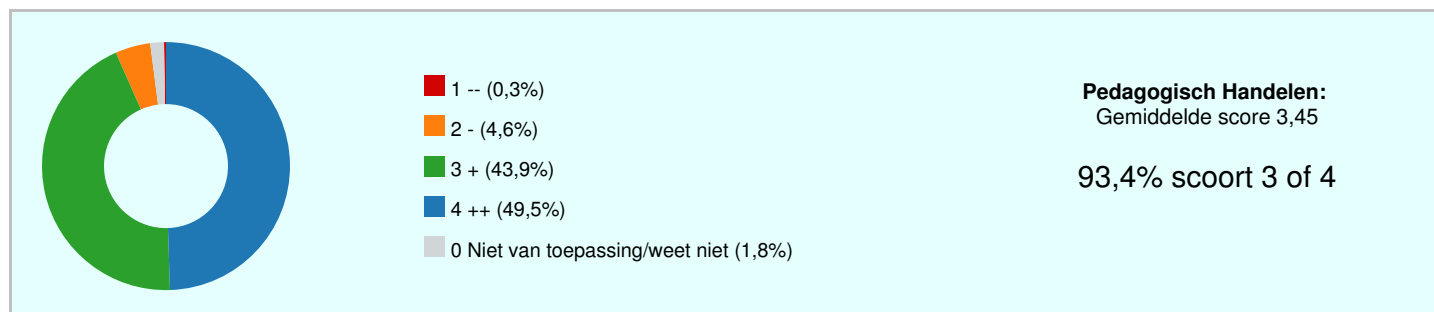 1 -- (0,3%)
2 - (4,6%)
3 + (43,9%)
4 ++ (49,5%)
0 Niet van toepassing/weet niet (1,8%)
Pedagogisch Handelen:
Gemiddelde score 3,45
93,4% scoort 3 of 4